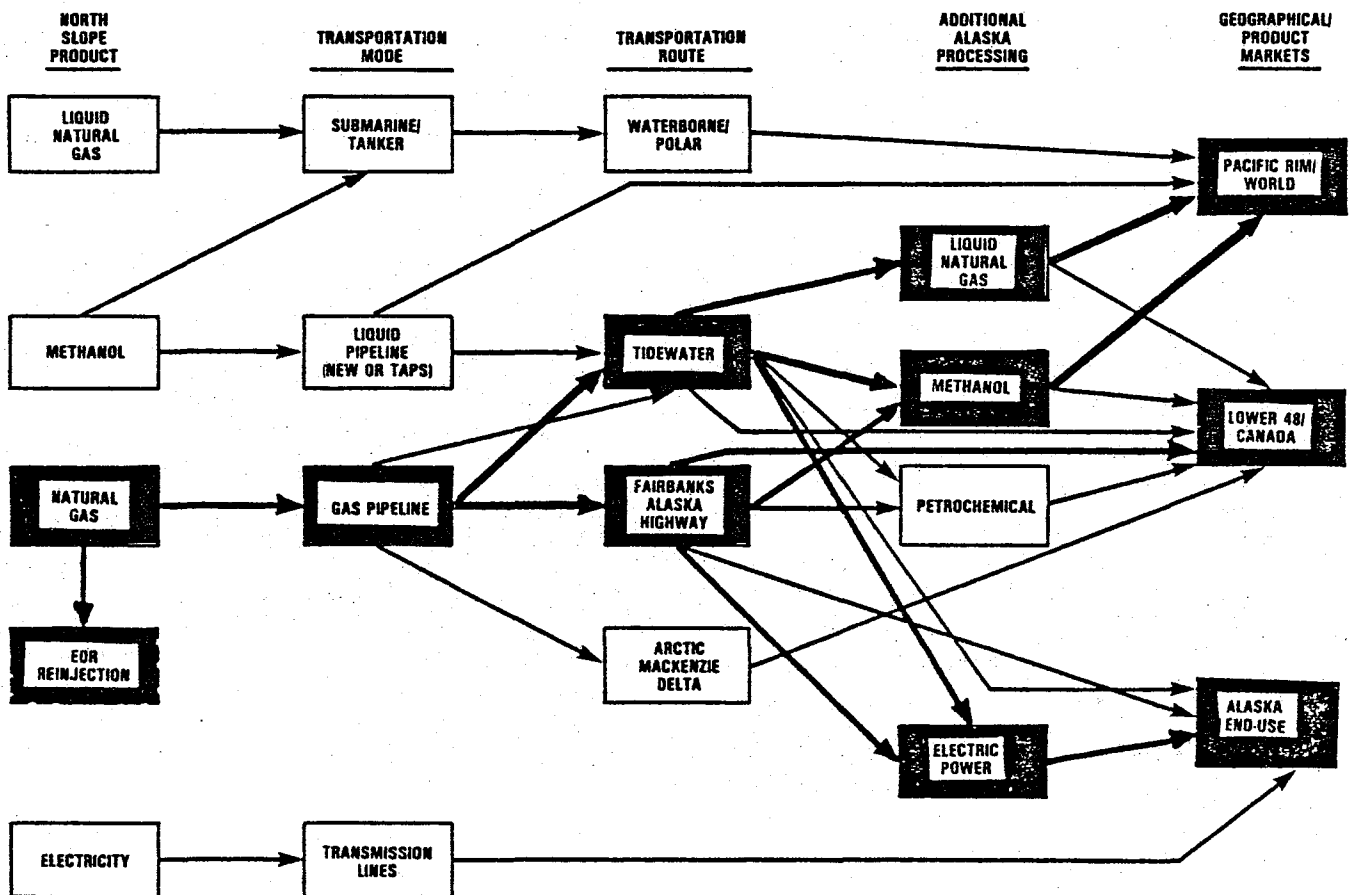 NORTH
SLOPE
PRODUCT
TRANSPORTATION
MODE
TRANSPORTATION
ROUTE
ADDITIONAL
ALASKA
PROCESSING
GEOGRAPHICAL/
PRODUCT
MARKETS
LIQUID
NATURAL
GAS
SUBMARINE/
TANKER
WATERBORNE/
POLAR
PACIFIC RIM/
WORLD
LIQUID
NATURAL
GAS
METHANOL
LIQUID
PIPELINE
(NEW OR TAPS)
TIDEWATER
METHANOL
LOWER 48/
CANADA
NATURAL
GAS
GAS PIPELINE
FAIRBANKS
ALASKA
HIGHWAY
PETROCHEMICAL
EOR
REINJECTION
ARCTIC
MACKENZIE
DELTA
ELECTRIC
POWER
ALASKA
END-USE
ELECTRICITY
TRANSMISSION
LINES